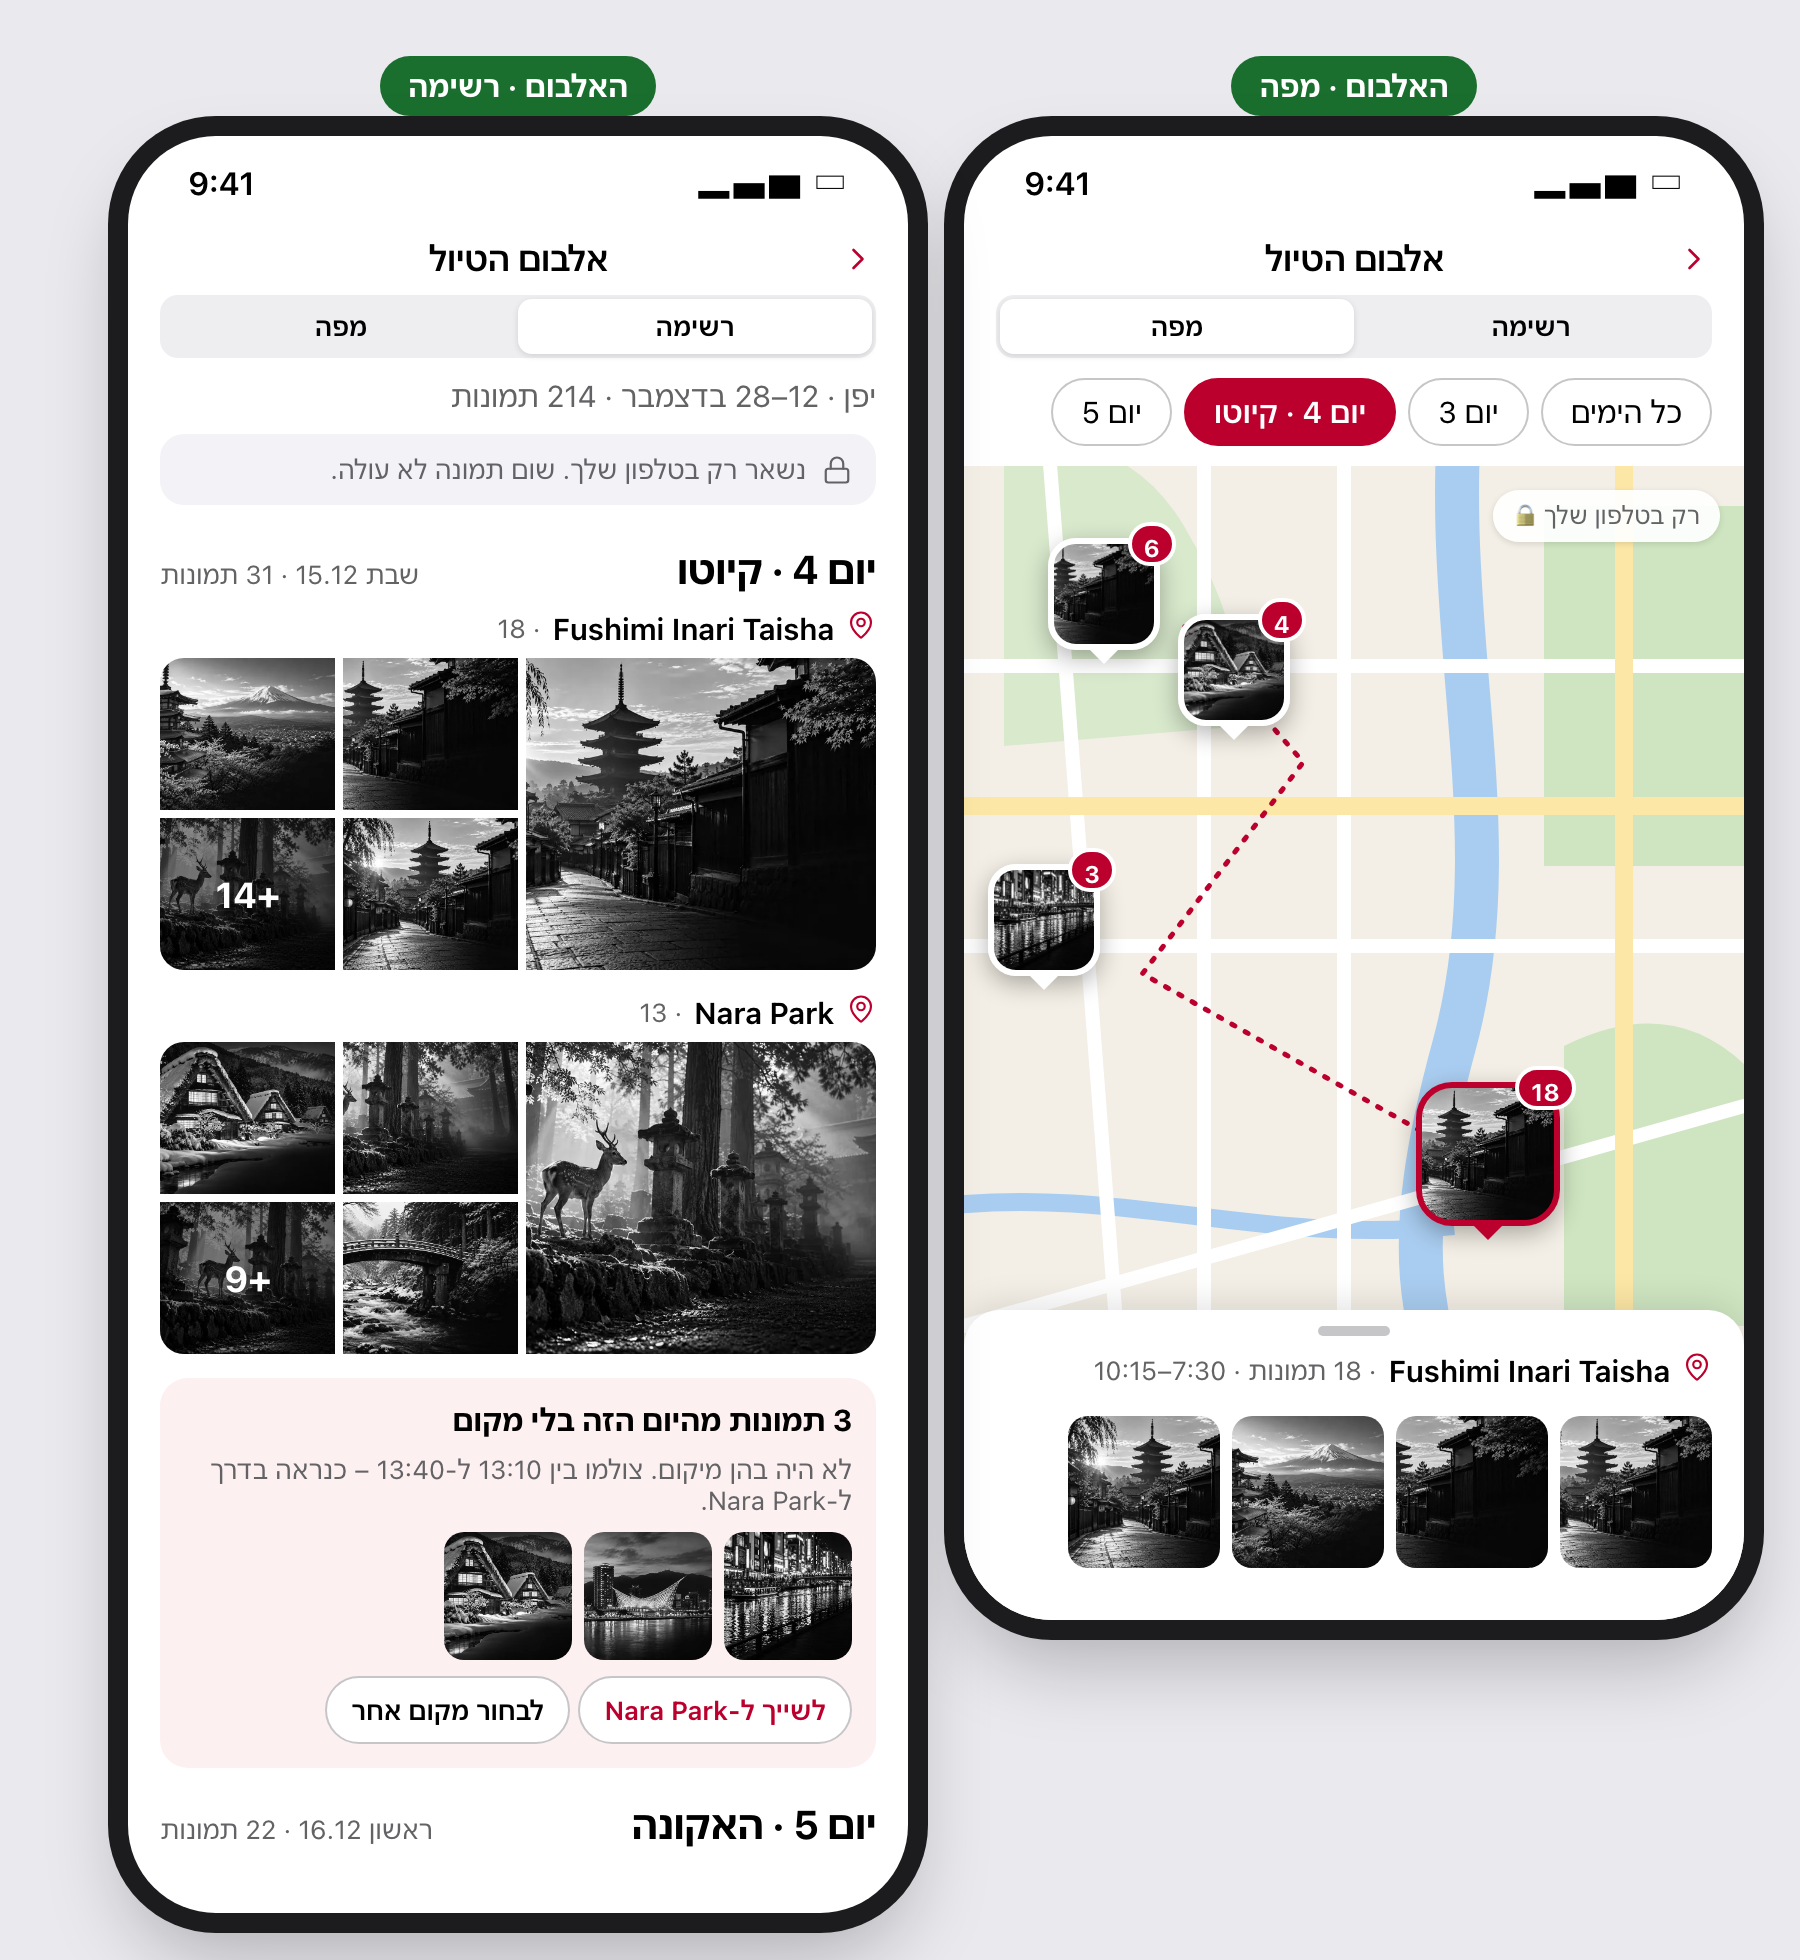 האלבום · רשימה
9:41
אלבום הטיול
רשימה
מפה
יפן · 12–28 בדצמבר · 214 תמונות
נשאר רק בטלפון שלך. שום תמונה לא עולה.
יום 4 · קיוטו
שבת 15.12 · 31 תמונות
Fushimi Inari Taisha · 18
14+
Nara Park · 13
9+
3 תמונות מהיום הזה בלי מקום
לא היה בהן מיקום. צולמו בין 13:10 ל-13:40 – כנראה בדרך
ל-Nara Park.
לשייך ל-Nara Park
לבחור מקום אחר
יום 5 · האקונה
ראשון 16.12 · 22 תמונות
האלבום · מפה
9:41
אלבום הטיול
רשימה
מפה
כל הימים
יום 3
יום 4 · קיוטו
יום 5
רק בטלפון שלך
6
4
3
18
Fushimi Inari Taisha · 18 תמונות · 7:30–10:15